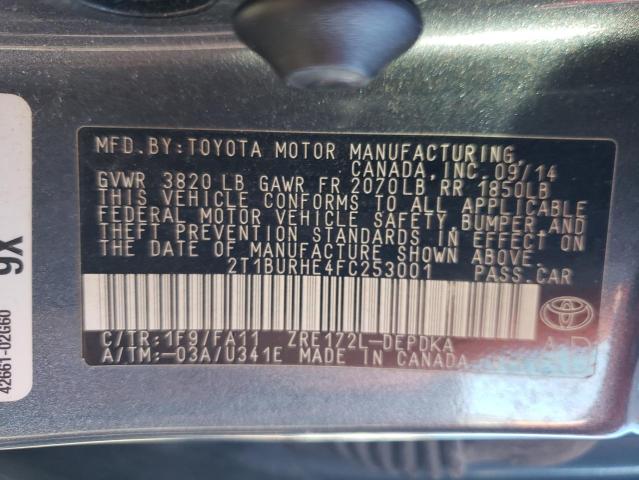 MFD.BY:TOYOTA MOTOR MANUFACTURING,
CANADA, INC. 09/14
GVWR 3820 LB GAWR FR 2070LB RR 1850LB
THIS VEHICLE CONFORMS TO ALL APPLICABLE
FEDERAL MOTOR VEHICLE SAFETY, BUMPER, AND
THEFT PREVENTION STANDARDS IN EFFECT ON
THE DATE OF MANUFACTURE SHOWN ABOVE.
2T1BURHE4FC253001 PASS.CAR
C/TR:1F9/FA11 ZRE172L-DEPDKA
A/TM:-03A/U341E MADE IN CANADA
TOYOTA
9X
42661-02G60